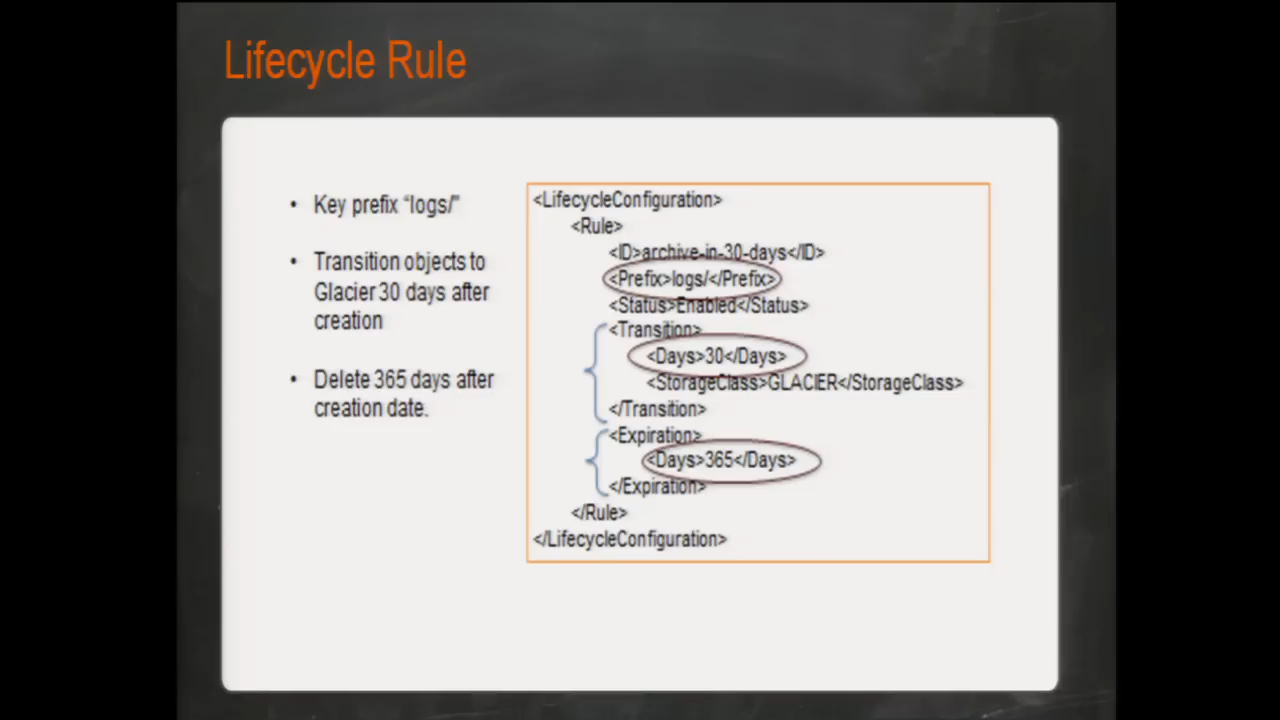 Lifecycle Rule
• Key prefix “logs/”
• Transition objects to
Glacier 30 days after
creation
• Delete 365 days after
creation date.
<LifecycleConfiguration>
<Rule>
<ID>archive-in-30-days</ID>
<Prefix>logs/</Prefix>
<Status>Enabled</Status>
<Transition>
<Days>30</Days>
<StorageClass>GLACIER</StorageClass>
</Transition>
<Expiration>
<Days>365</Days>
</Expiration>
</Rule>
</LifecycleConfiguration>